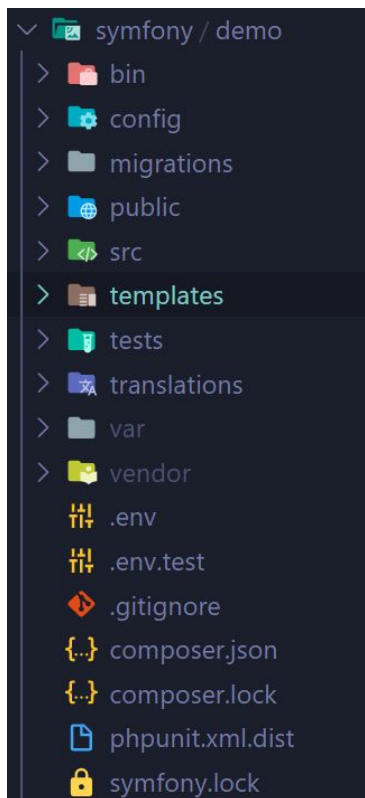 symfony / demo
bin
config
migrations
public
src
templates
tests
translations
var
vendor
.env
.env.test
.gitignore
composer.json
composer.lock
phpunit.xml.dist
symfony.lock